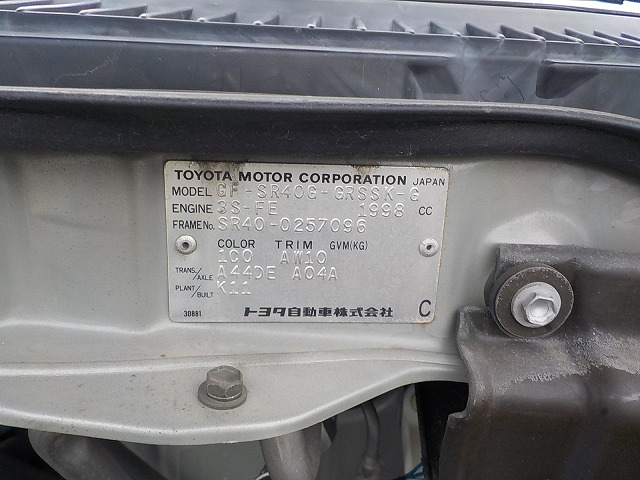 TOYOTA MOTOR CORPORATION JAPAN
MODEL GF-SR40G-GRSSK-G
ENGINE 3S-FE 1998 CC
FRAME No. SR40-0257096
COLOR TRIM GVM(KG)
1C0 AW10
TRANS./AXLE A44DE A04A
PLANT/BUILT K11
30881 トヨタ自動車株式会社 C